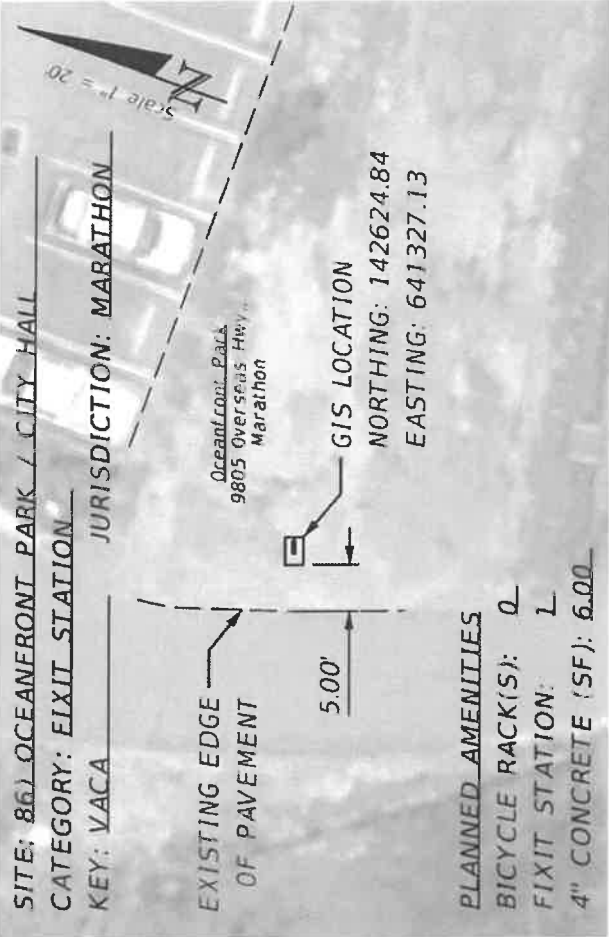 SITE: 86) OCEANFRONT PARK / CITY HALL
CATEGORY: FIXIT STATION
KEY: VACA JURISDICTION: MARATHON
Scale 1" = 20'
N
Oceanfront Park
9805 Overseas Hwy.
Marathon
EXISTING EDGE
OF PAVEMENT
5.00'
GIS LOCATION
NORTHING: 142624.84
EASTING: 641327.13
PLANNED AMENITIES
BICYCLE RACK(S): 0
FIXIT STATION: 1
4" CONCRETE (SF): 6.00